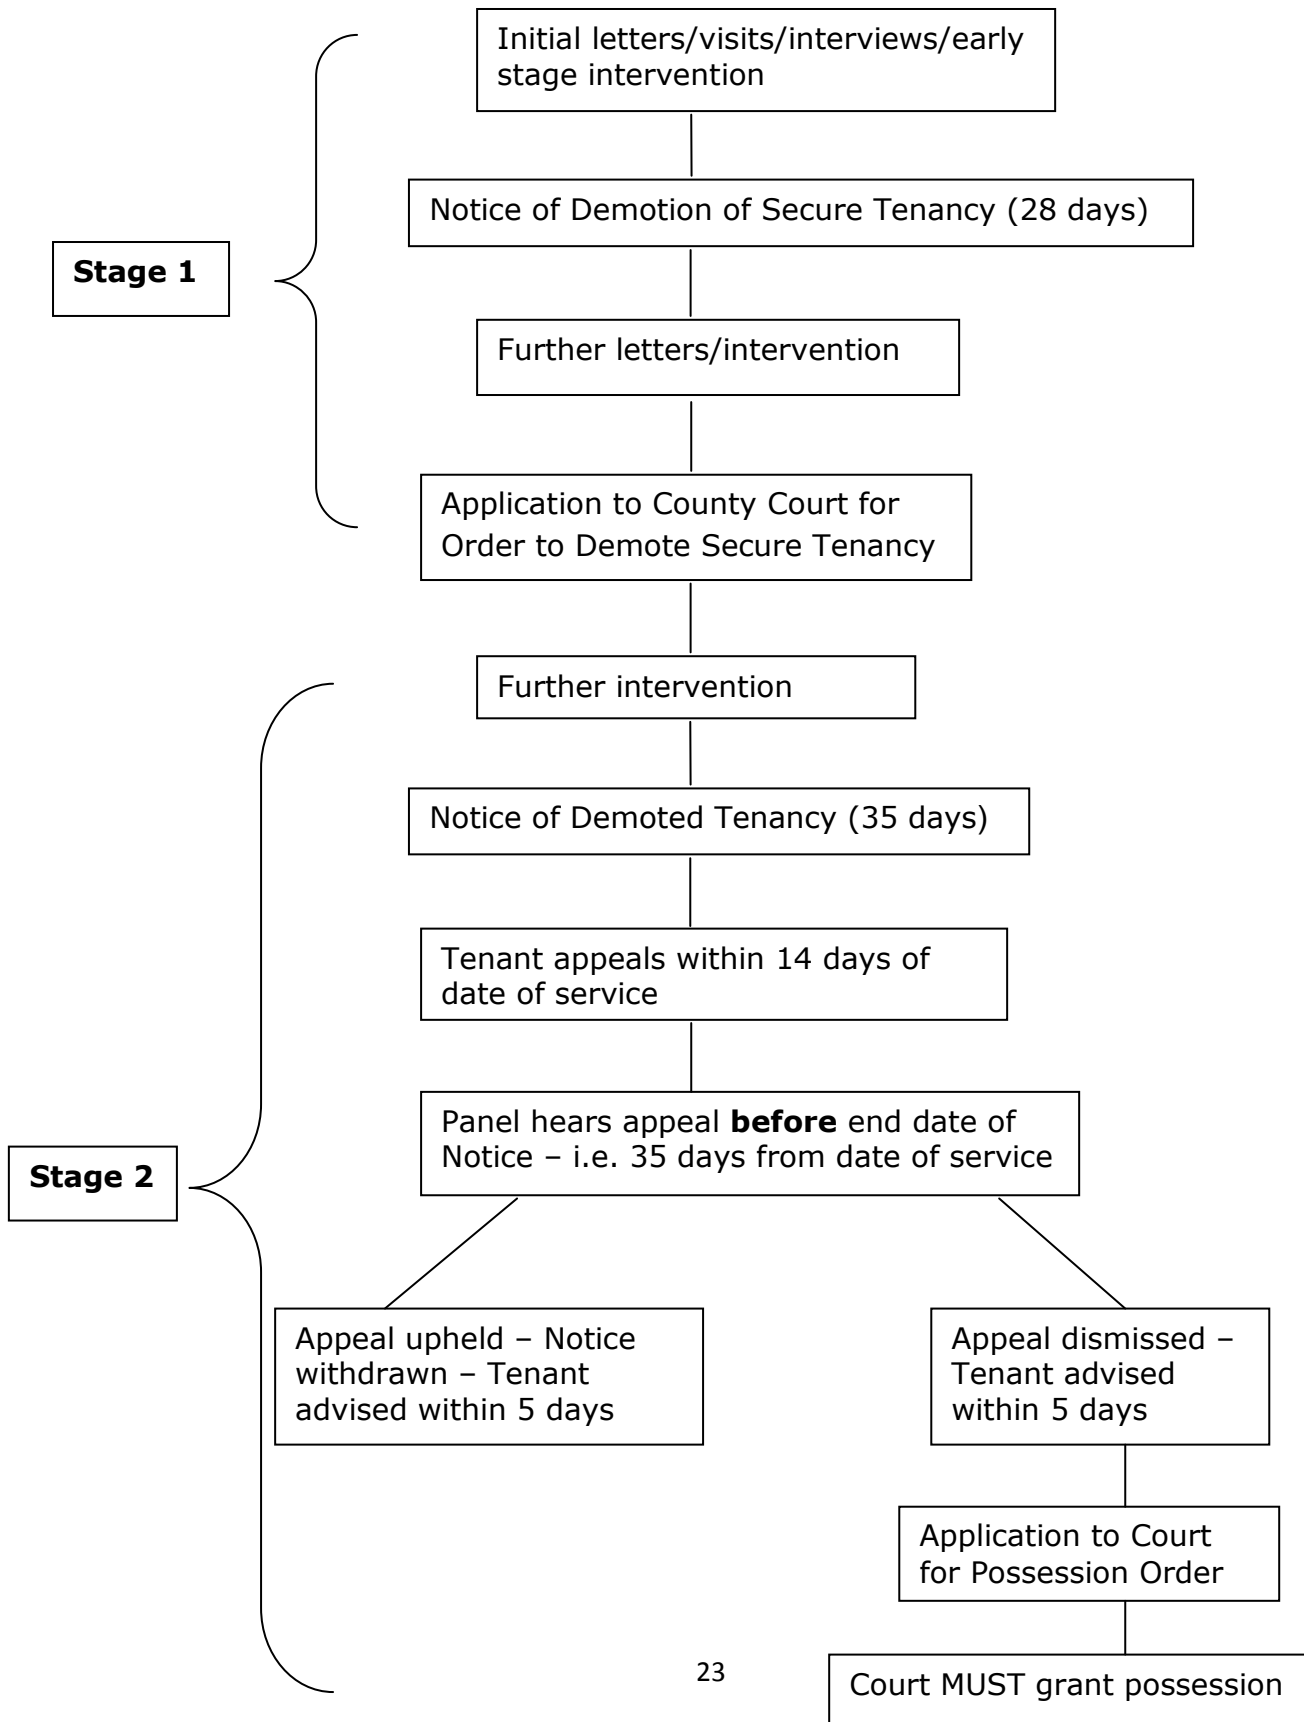 Initial letters/visits/interviews/early
stage intervention
Notice of Demotion of Secure Tenancy (28 days)
Stage 1
Further letters/intervention
Application to County Court for
Order to Demote Secure Tenancy
Further intervention
Notice of Demoted Tenancy (35 days)
Tenant appeals within 14 days of
date of service
Panel hears appeal before end date of
Notice – i.e. 35 days from date of service
Stage 2
Appeal upheld – Notice
withdrawn – Tenant
advised within 5 days
Appeal dismissed –
Tenant advised
within 5 days
Application to Court
for Possession Order
Court MUST grant possession
23